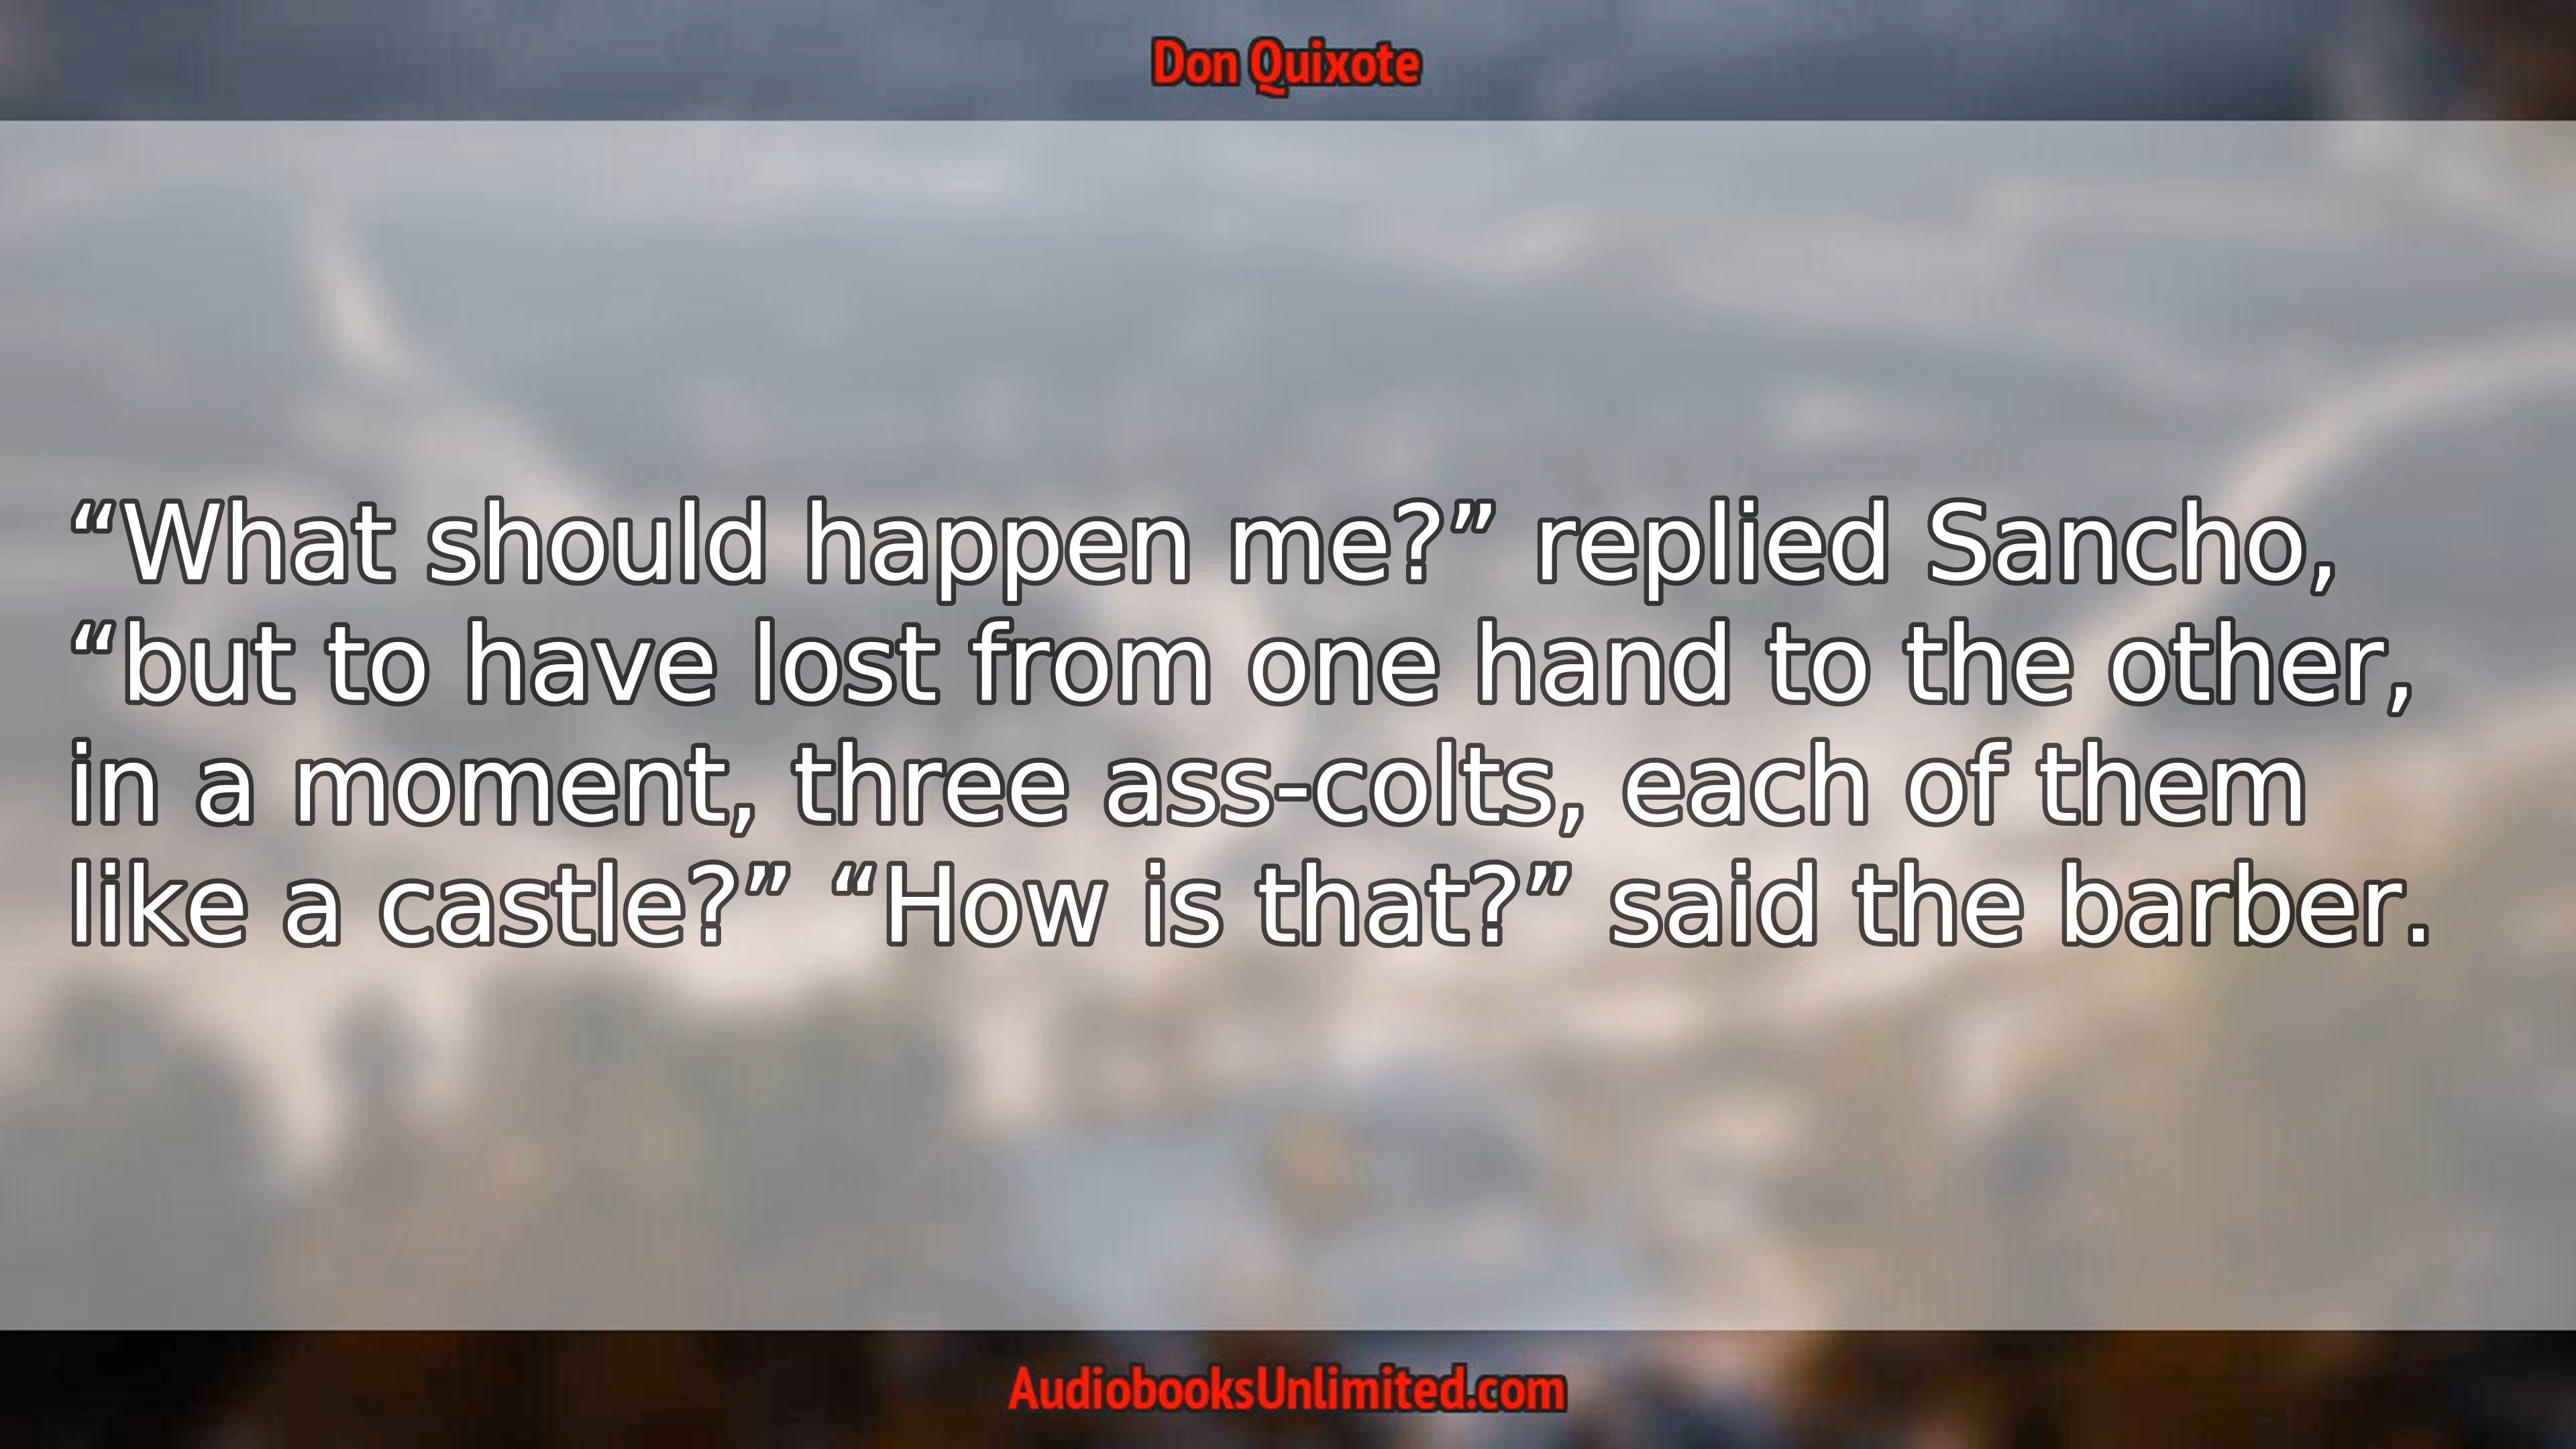 Don Quixote
“What should happen me?” replied Sancho,
“but to have lost from one hand to the other,
in a moment, three ass-colts, each of them
like a castle?” “How is that?” said the barber.
AudiobooksUnlimited.com